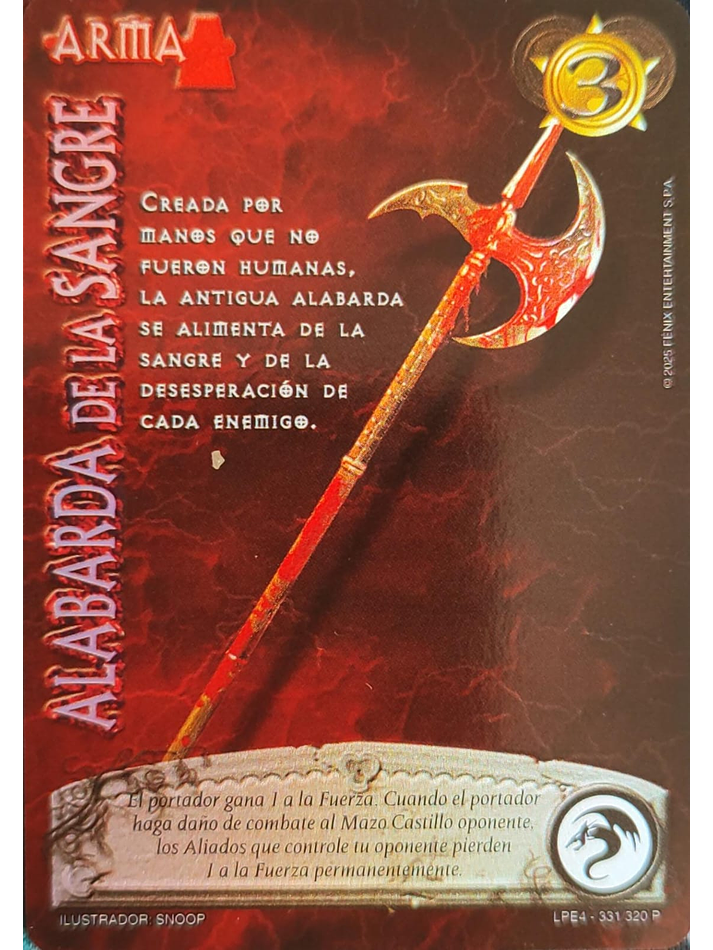 ARMA
3
ALABARDA DE LA SANGRE
CREADA POR
MANOS QUE NO
FUERON HUMANAS,
LA ANTIGUA ALABARDA
SE ALIMENTA DE LA
SANGRE Y DE LA
DESESPERACIÓN DE
CADA ENEMIGO.
© 2025 FÉNIX ENTERTAINMENT S.P.A.
El portador gana 1 a la Fuerza. Cuando el portador
haga daño de combate al Mazo Castillo oponente,
los Aliados que controle tu oponente pierden
1 a la Fuerza permanentemente.
ILUSTRADOR: SNOOP
LPE4 - 331 320 P